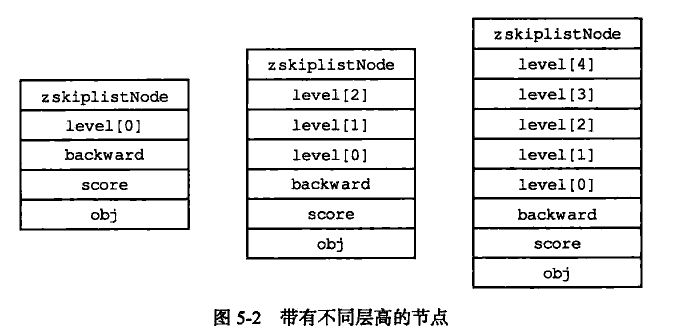 zskiplistNode
level[0]
backward
score
obj
zskiplistNode
level[2]
level[1]
level[0]
backward
score
obj
zskiplistNode
level[4]
level[3]
level[2]
level[1]
level[0]
backward
score
obj
图 5-2 带有不同层高的节点